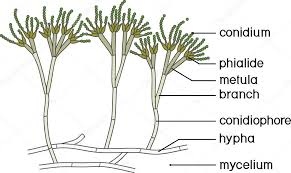 conidium
phialide
metula
branch
conidiophore
hypha
mycelium